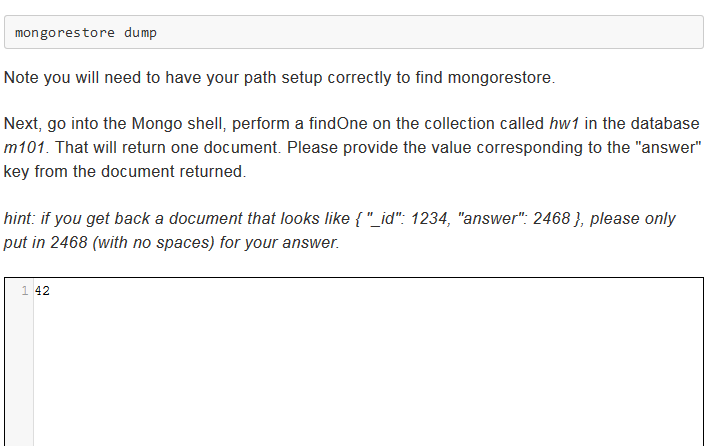 mongorestore dump
Note you will need to have your path setup correctly to find mongorestore.
Next, go into the Mongo shell, perform a findOne on the collection called hw1 in the database
m101. That will return one document. Please provide the value corresponding to the "answer"
key from the document returned.
hint: if you get back a document that looks like { "_id": 1234, "answer": 2468 }, please only
put in 2468 (with no spaces) for your answer.
1 42